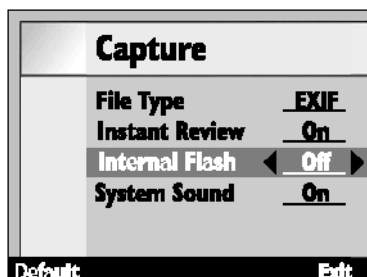 Capture
File Type EXIF
Instant Review On
Internal Flash Off
System Sound On
Default Exit